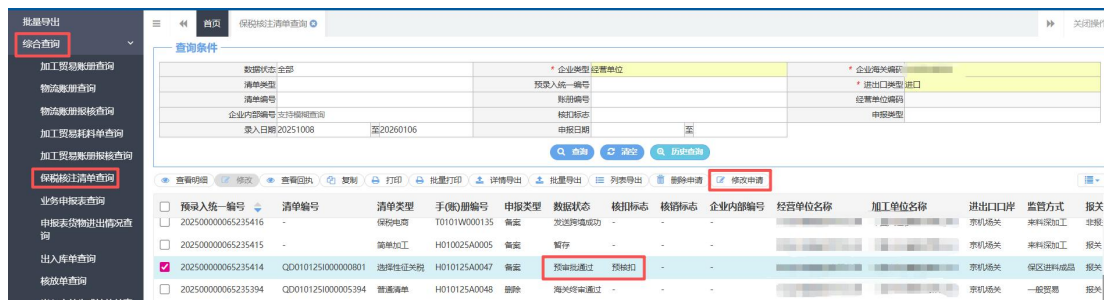 批量导出
综合查询
加工贸易账册查询
物流账册查询
物流账册报核查询
加工贸易耗料单查询
加工贸易账册报核查询
保税核注清单查询
业务申报表查询
申报表货物进出情况查询
出入库单查询
核放单查询
首页 保税核注清单查询 关闭操作
查询条件
数据状态 全部 * 企业类型 经营单位 * 企业海关编码
清单类型 预录入统一编号 * 进出口类型 进口
清单编号 账册编号 经营单位编码
企业内部编号 支持模糊查询 核扣标志 申报类型
录入日期 20251008 至 20260106 申报日期 至
查询 清空 历史查询
查看明细 修改 查看回执 复制 打印 批量打印 详情导出 批量导出 列表导出 删除申请 修改申请
预录入统一编号 清单编号 清单类型 手(账)册编号 申报类型 数据状态 核扣标志 核销标志 企业内部编号 经营单位名称 加工单位名称 进出口口岸 监管方式 报关
202500000065235416 - 保税电商 T0101W000135 备案 发送跨境成功 - - - 京机场关 来料深加工 非报
202500000065235415 - 简单加工 H010025A0005 备案 暂存 - - - 京机场关 来料深加工 报关
202500000065235414 QD010125I000000801 选择性征关税 H010125A0047 备案 预审批通过 预核扣 - - 京机场关 保区进料成品 报关
202500000065235394 QD010125I000005394 普通清单 H010125A0048 删除 海关终审通过 - - - 京机场关 一般贸易 报关